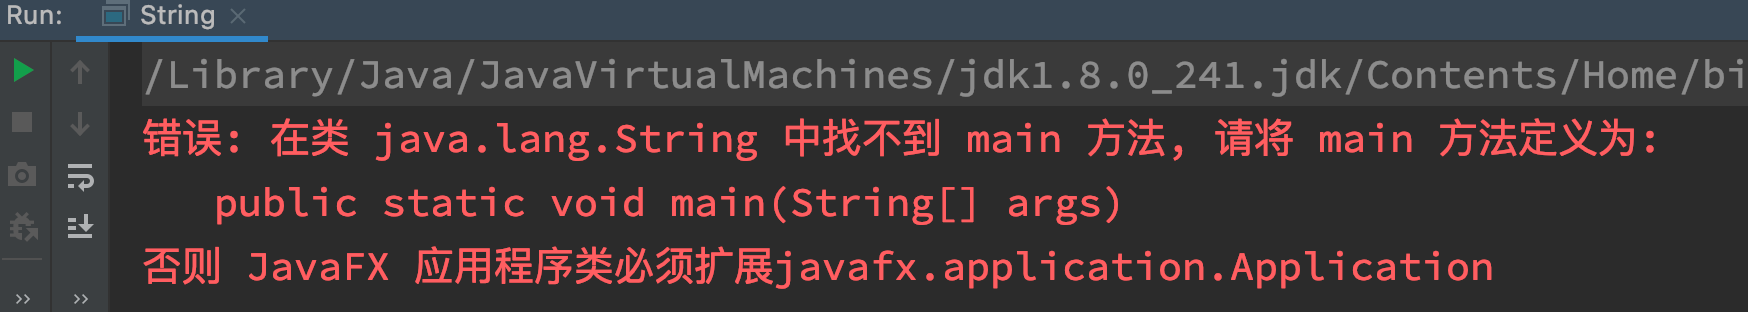 Run: String
/Library/Java/JavaVirtualMachines/jdk1.8.0_241.jdk/Contents/Home/bi
错误: 在类 java.lang.String 中找不到 main 方法, 请将 main 方法定义为:
public static void main(String[] args)
否则 JavaFX 应用程序类必须扩展javafx.application.Application